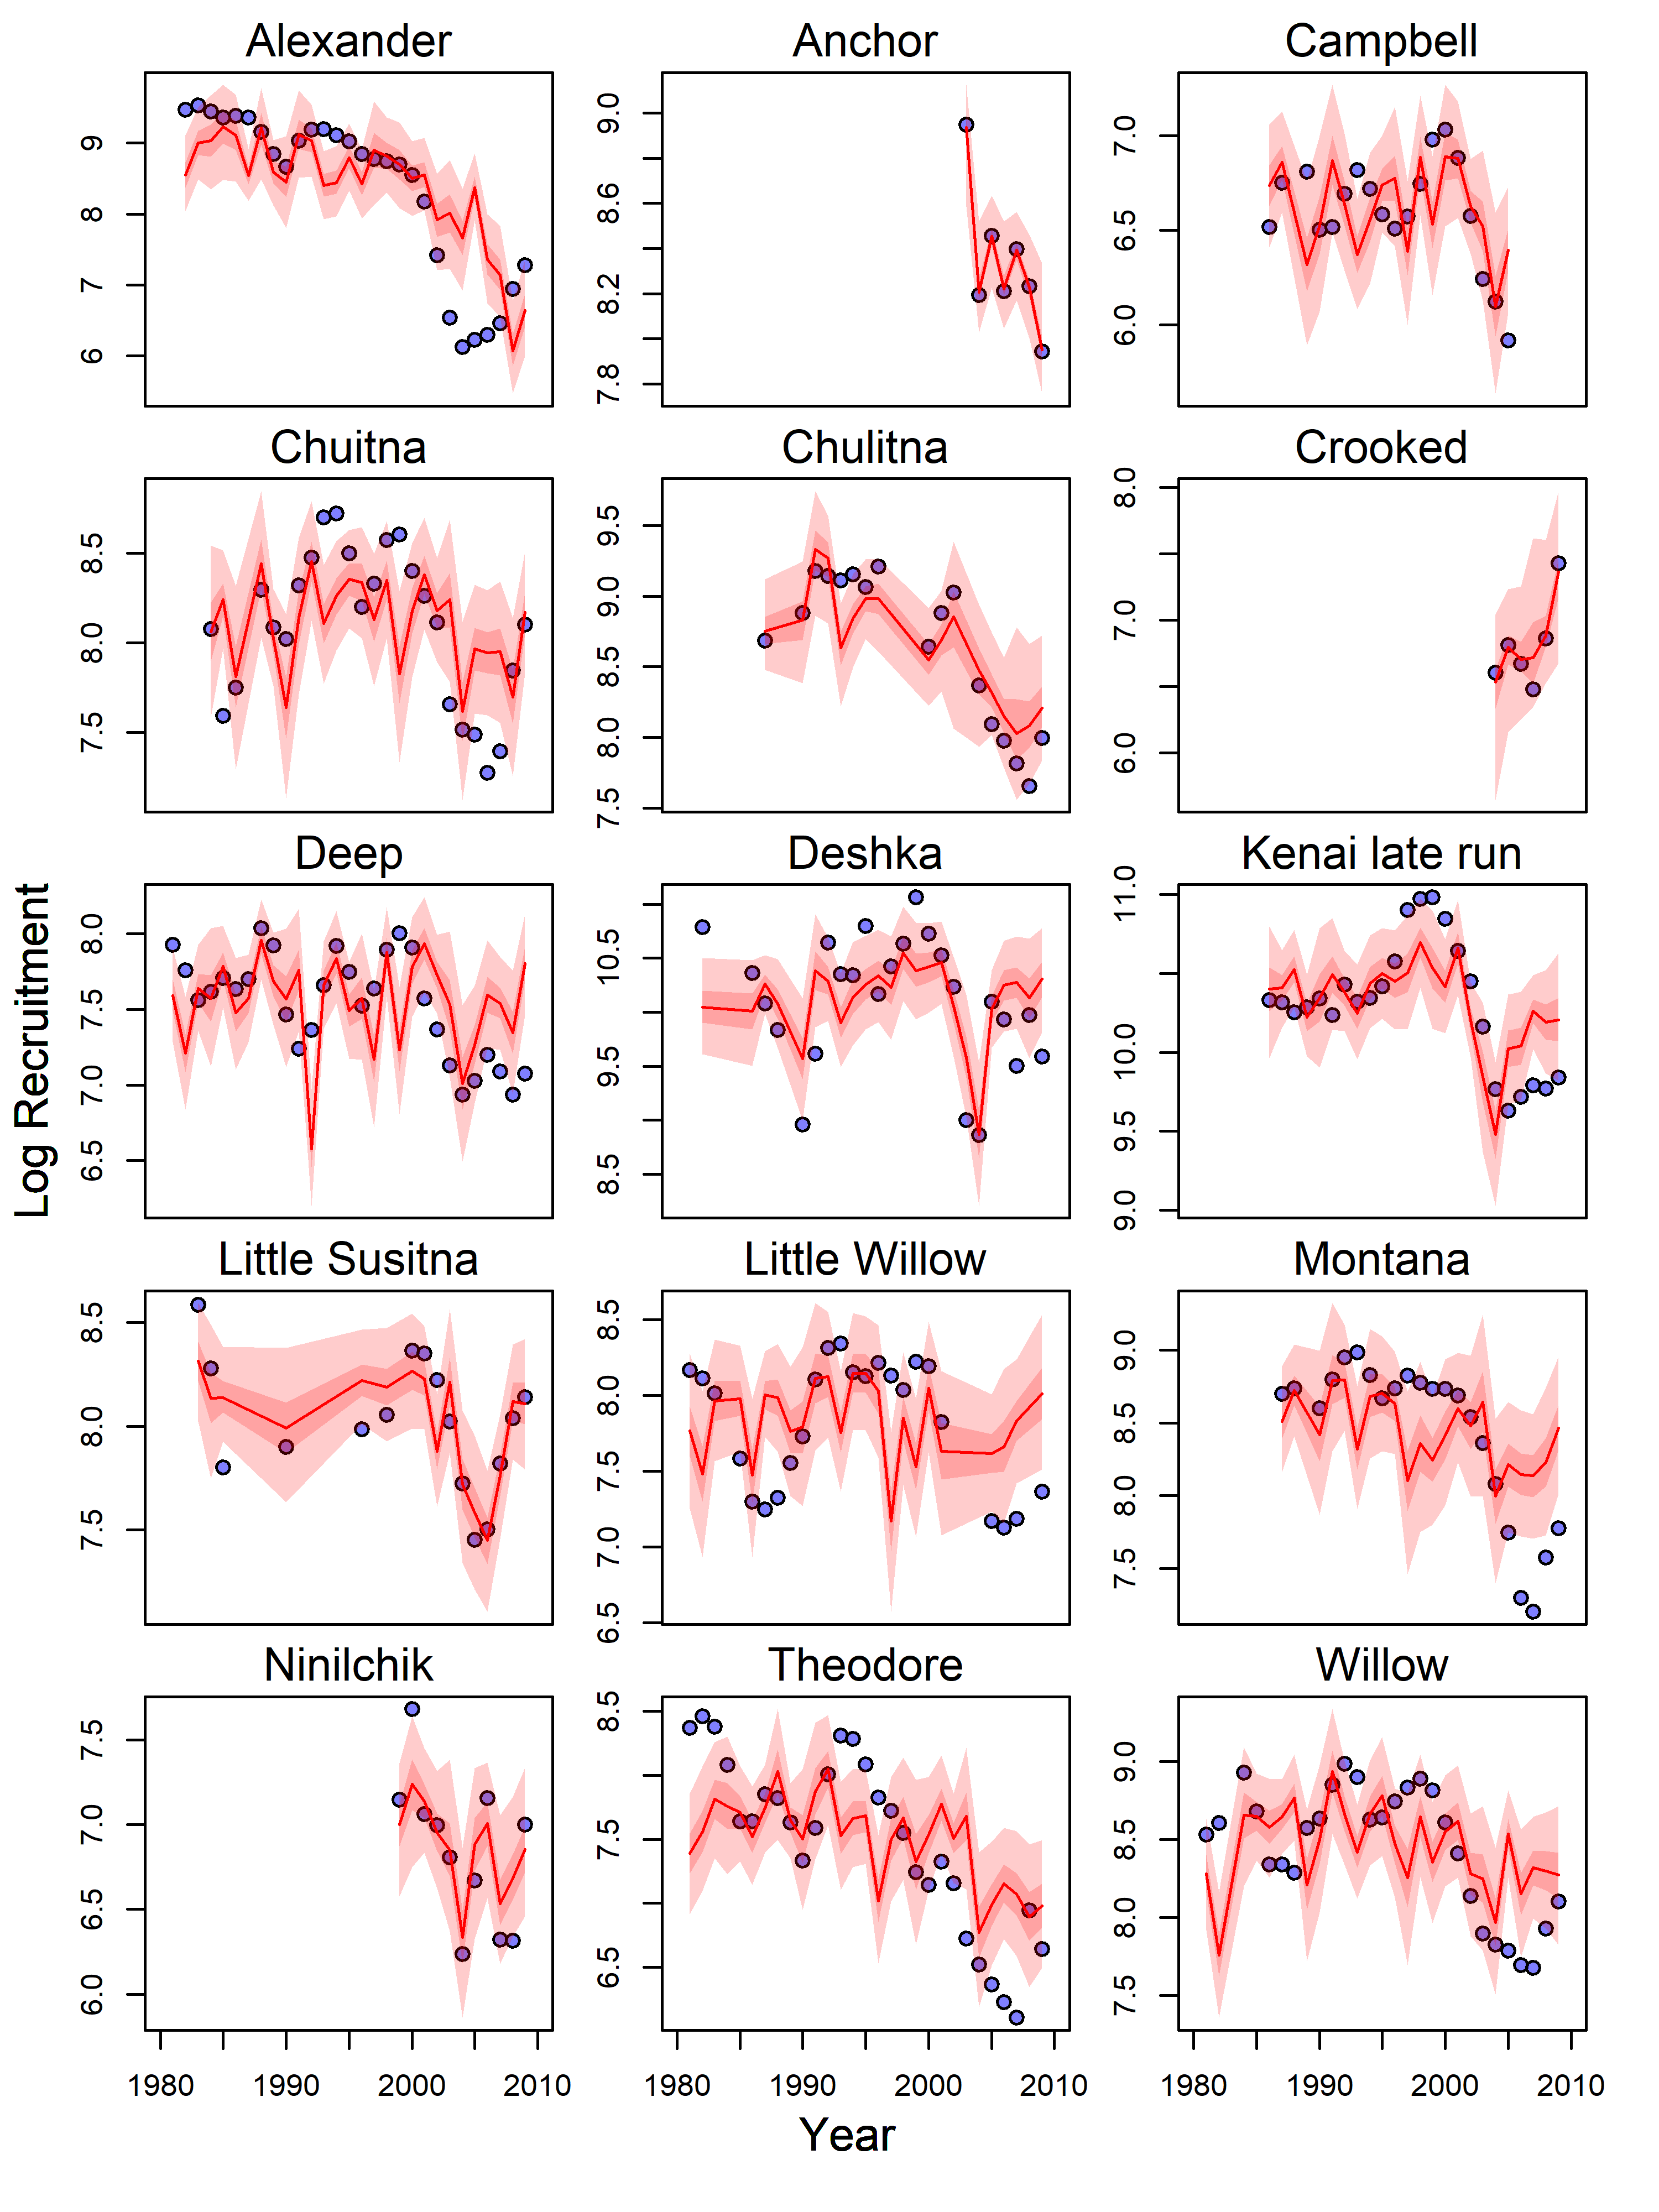 Alexander Anchor Campbell
9 8 7 6
9.0 8.6 8.2 7.8
7.0 6.5 6.0
Chuitna Chulitna Crooked
8.5 8.0 7.5
9.5 9.0 8.5 8.0 7.5
8.0 7.0 6.0
Deep Deshka Kenai late run
8.0 7.5 7.0 6.5
10.5 9.5 8.5
11.0 10.0 9.5 9.0
Log Recruitment
Little Susitna Little Willow Montana
8.5 8.0 7.5
8.5 8.0 7.5 7.0 6.5
9.0 8.5 8.0 7.5
Ninilchik Theodore Willow
7.5 7.0 6.5 6.0
8.5 7.5 6.5
9.0 8.5 8.0 7.5
1980 1990 2000 2010 1980 1990 2000 2010 1980 1990 2000 2010
Year